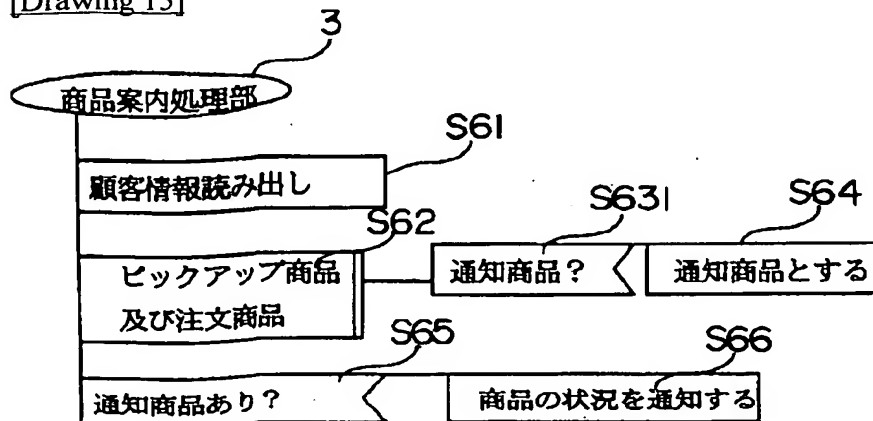 [Drawing 15]
3
商品案内処理部
S61
顧客情報読み出し
S62
S631
S64
ピックアップ商品
及び注文商品
通知商品?
通知商品とする
S65
S66
通知商品あり?
商品の状況を通知する